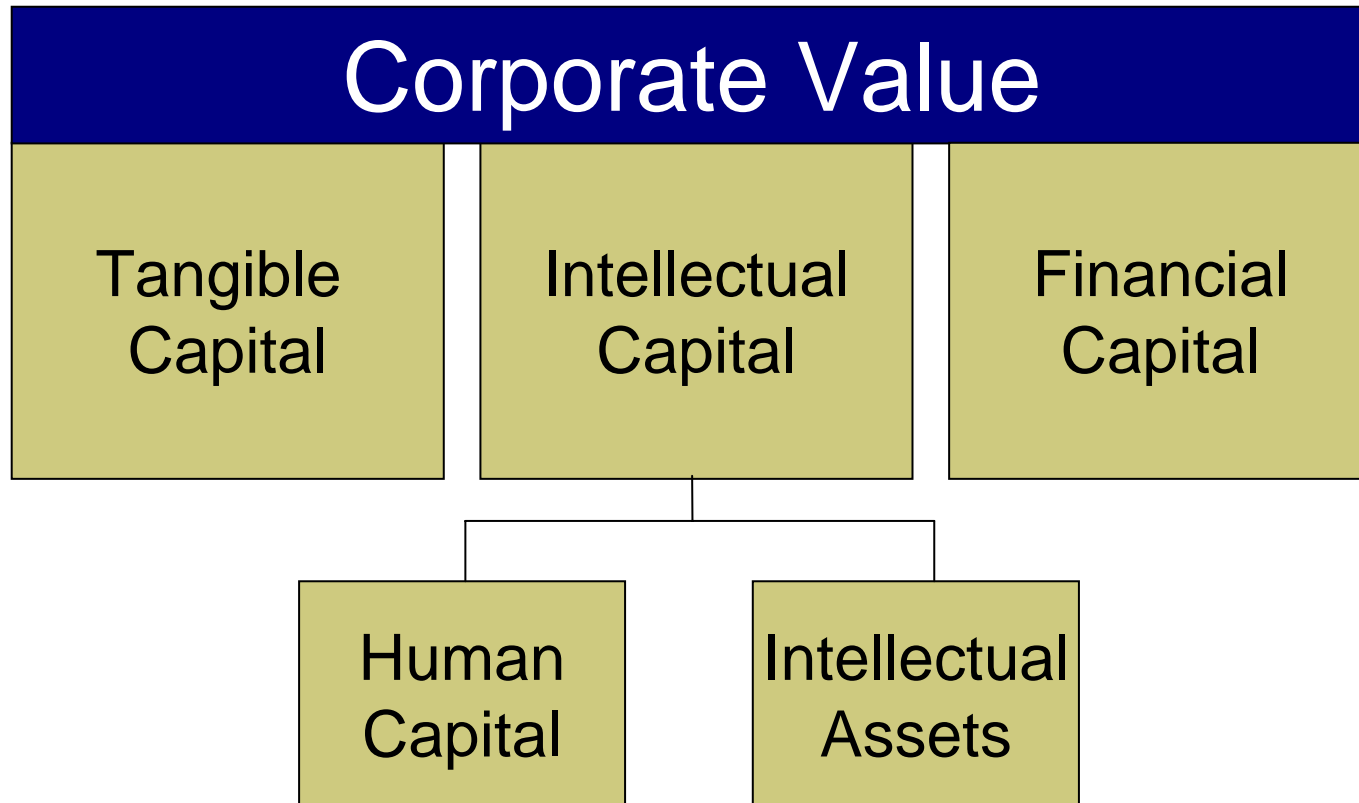 Corporate Value
Tangible
Capital
Intellectual
Capital
Financial
Capital
Human
Capital
Intellectual
Assets